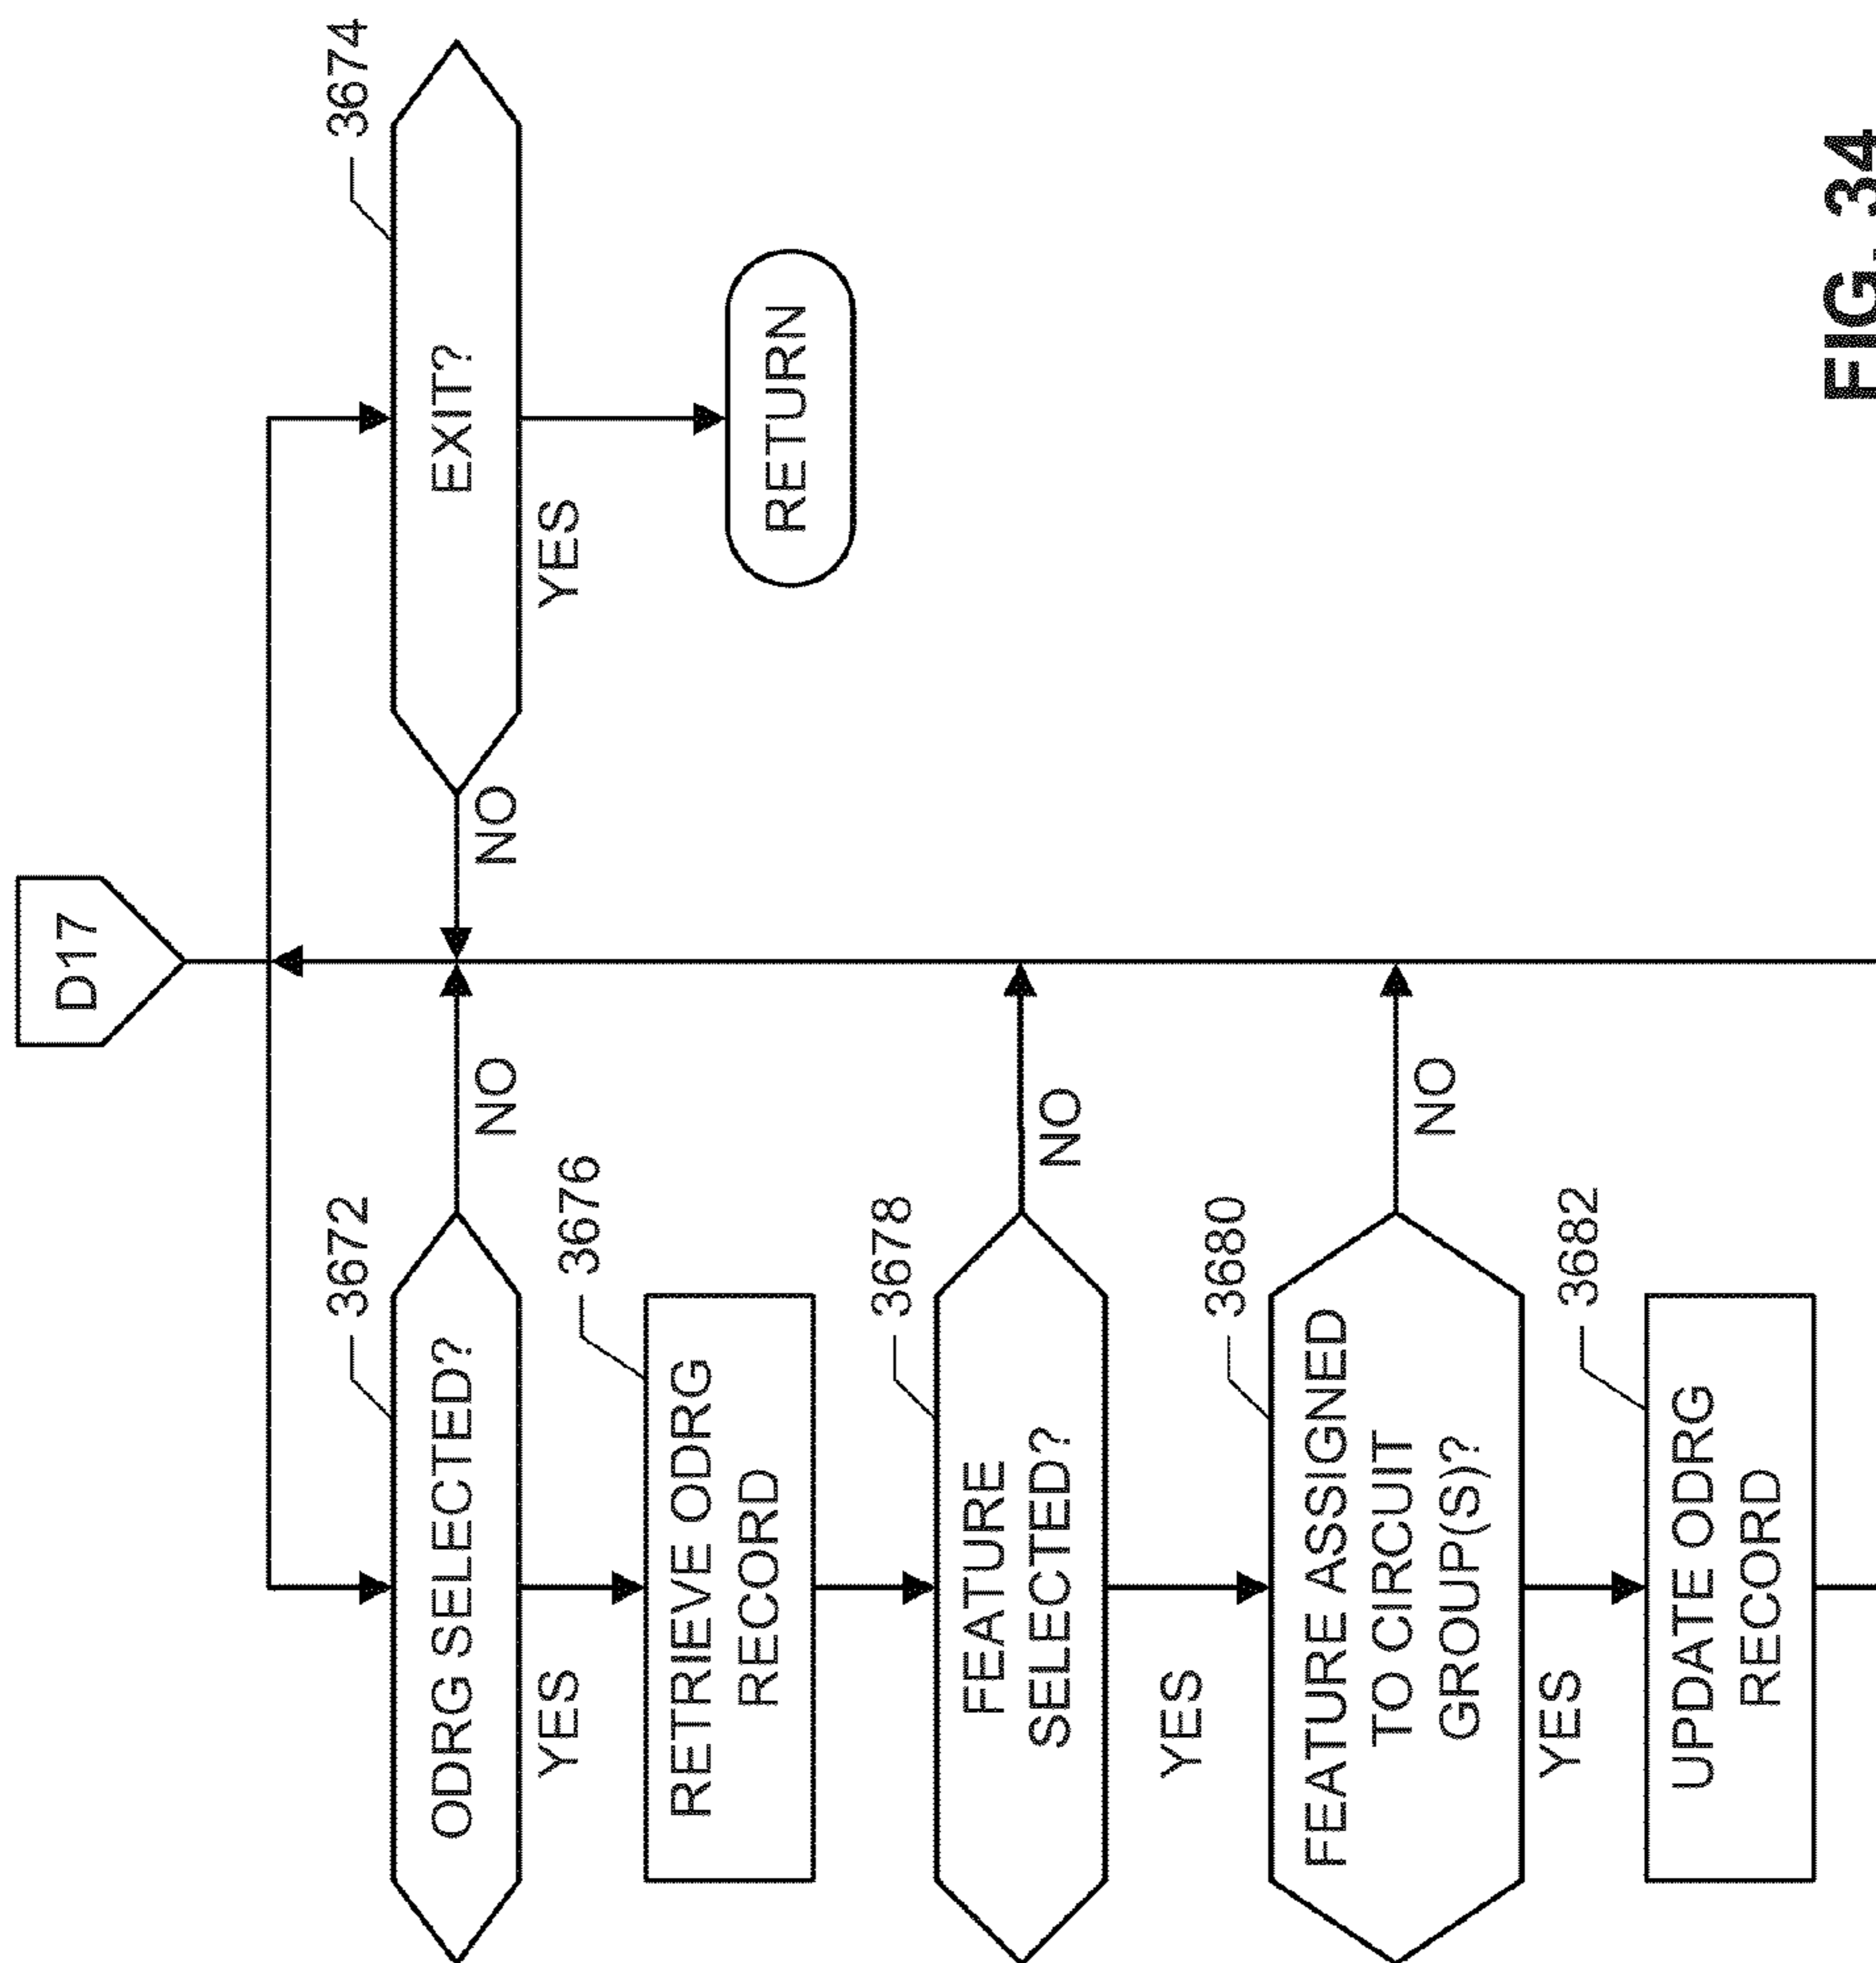 D17
3672
ODRG SELECTED?
NO
YES
3674
EXIT?
NO
YES
RETURN
3676
RETRIEVE ODRG
RECORD
3678
FEATURE
SELECTED?
NO
YES
3680
FEATURE ASSIGNED
TO CIRCUIT
GROUP(S)?
NO
YES
3682
UPDATE ODRG
RECORD
FIG. 34